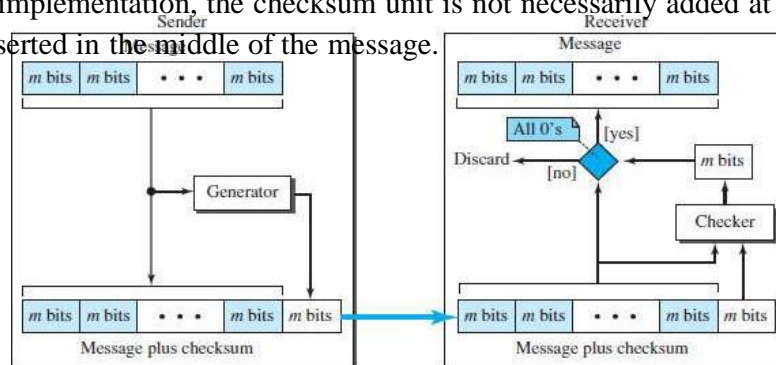 implementation, the checksum unit is not necessarily added at
Sender Receiver
serted in the middle of the message.
Message Message
m bits m bits • • • m bits m bits m bits • • • m bits
All 0's [yes]
Discard [no] m bits
Generator
Checker
m bits m bits • • • m bits m bits m bits m bits • • • m bits m bits
Message plus checksum Message plus checksum